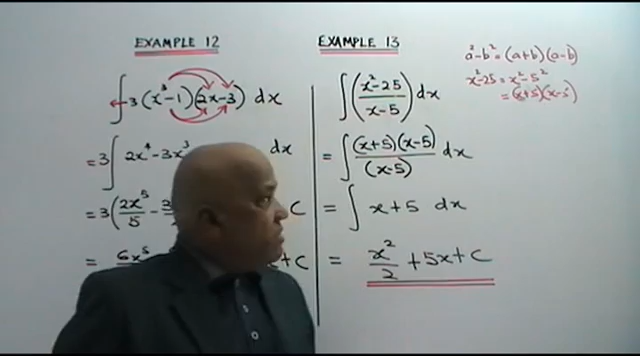 EXAMPLE 12
∫ 3(x³-1)(2x-3) dx
= 3∫ 2x⁴-3x³ dx
= 3(2x⁵/5 - 3 C
= 6x⁵ +C
EXAMPLE 13
∫ (x²-25/x-5) dx
= ∫ (x+5)(x-5)/(x-5) dx
= ∫ x+5 dx
= x²/2 +5x+C
a²-b²=(a+b)(a-b)
x²-25=x²-5²
=(x+5)(x-5)